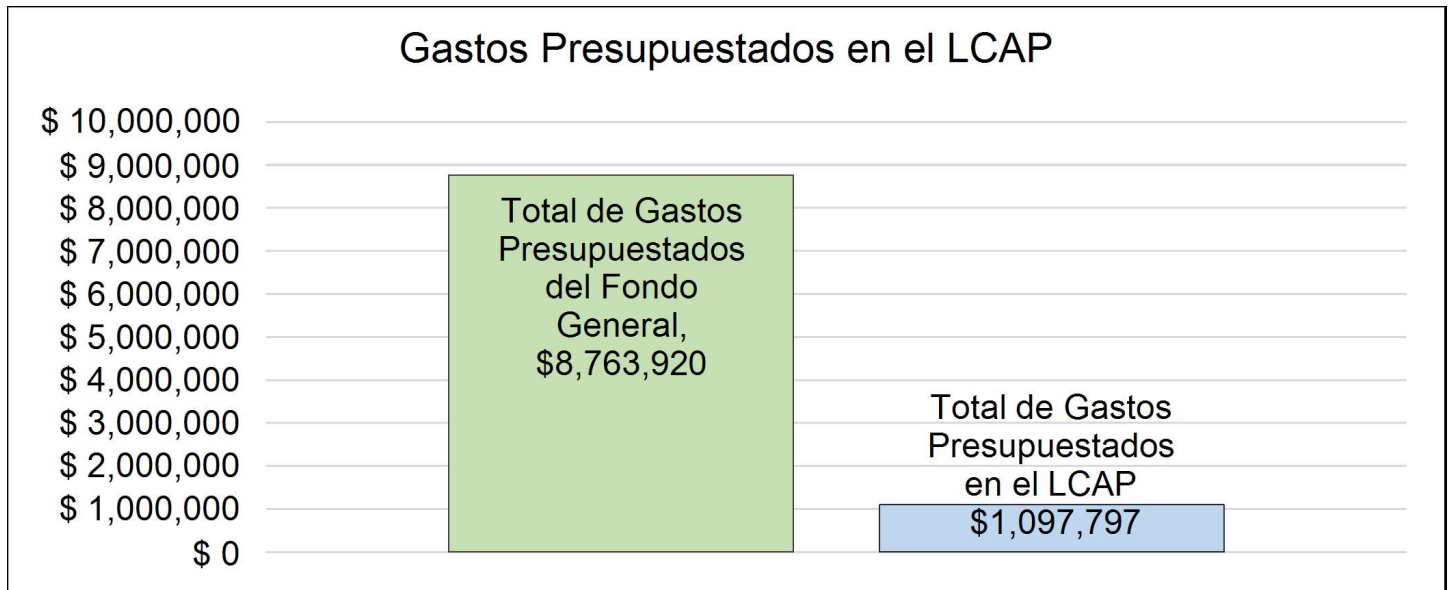 Gastos Presupuestados en el LCAP
$ 10,000,000
$ 9,000,000
$ 8,000,000
$ 7,000,000
$ 6,000,000
$ 5,000,000
$ 4,000,000
$ 3,000,000
$ 2,000,000
$ 1,000,000
$ 0
Total de Gastos
Presupuestados
del Fondo
General,
$8,763,920
Total de Gastos
Presupuestados
en el LCAP
$1,097,797